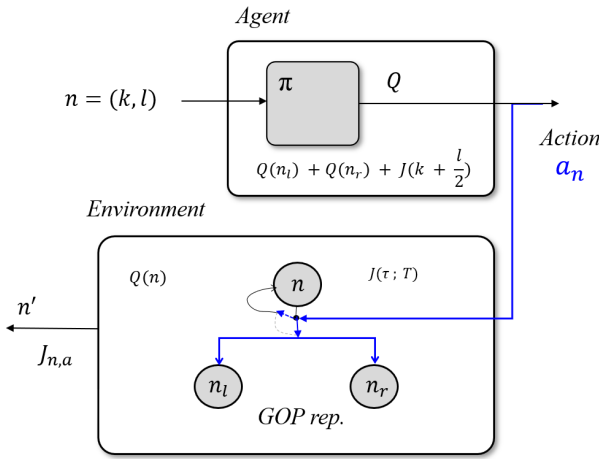 Agent
n = (k, l)
π
Q
Q(n_l) + Q(n_r) + J(k + l/2)
Action
a_n
Environment
Q(n)
n
J(τ ; T)
n′
J_{n,a}
n_l
n_r
GOP rep.